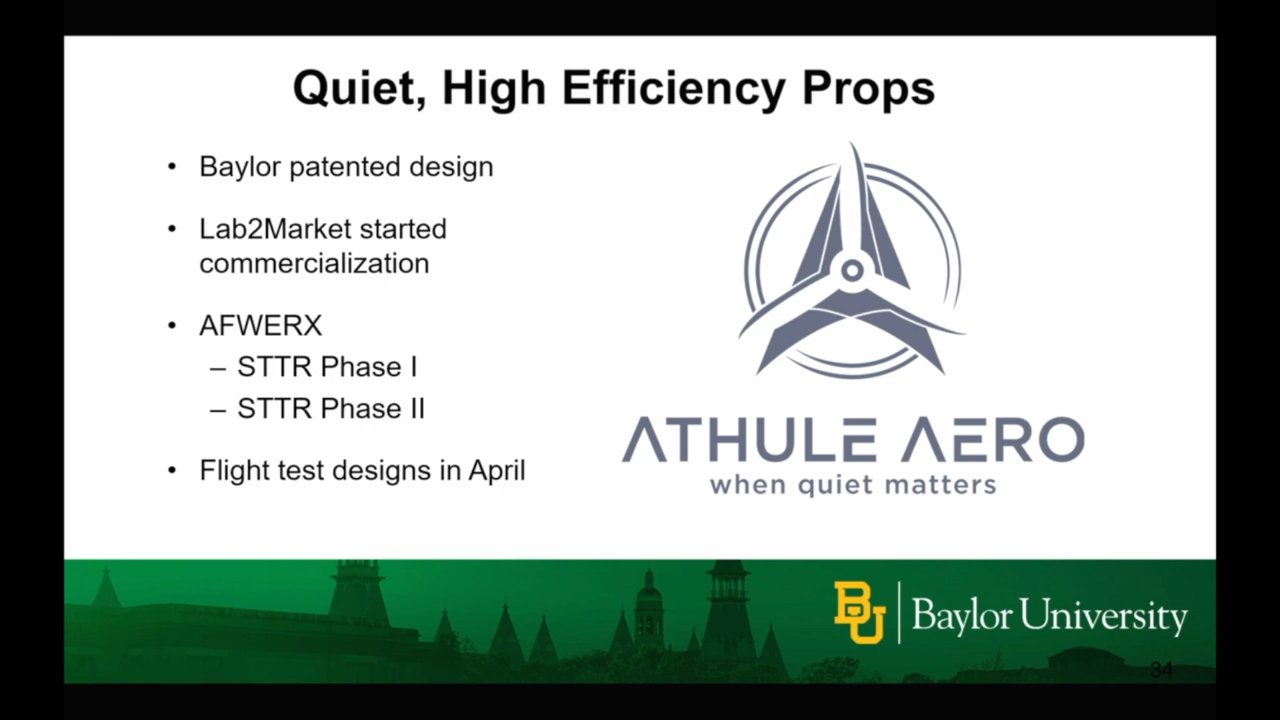 Quiet, High Efficiency Props
• Baylor patented design
• Lab2Market started
commercialization
• AFWERX
– STTR Phase I
– STTR Phase II
• Flight test designs in April
ATHULE AERO
when quiet matters
BU | Baylor University
34